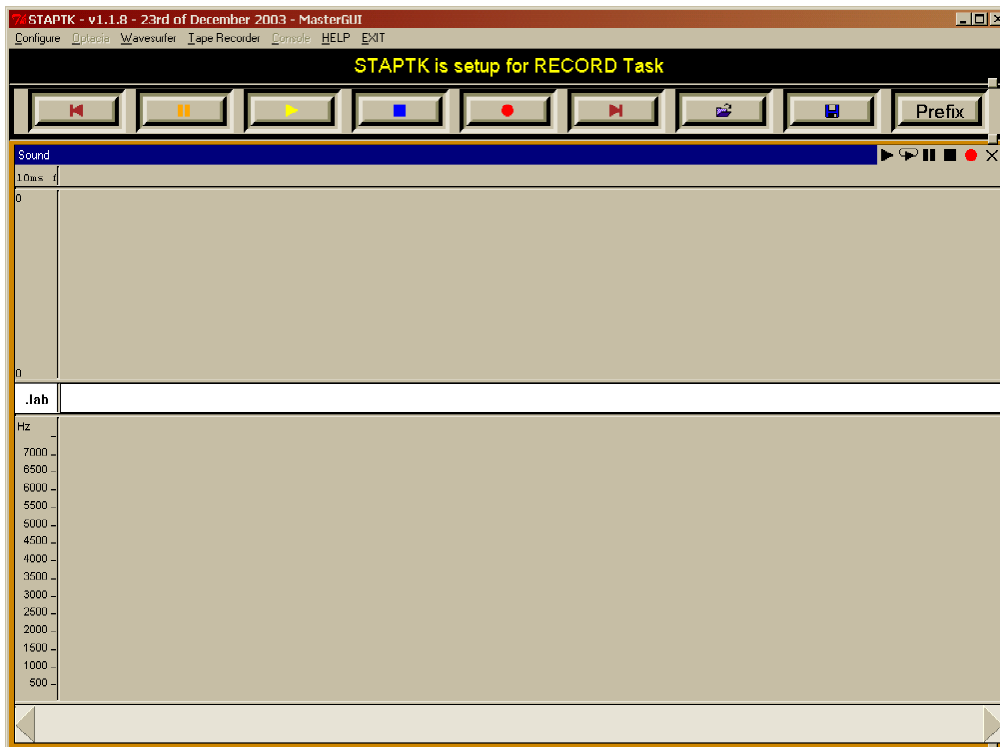 STAPTK - v1.1.8 - 23rd of December 2003 - MasterGUI
Configure Optacia Wavesurfer Tape Recorder Console HELP EXIT
STAPTK is setup for RECORD Task
Prefix
Sound
10ms f
0
0
.lab
Hz
7000
6500
6000
5500
5000
4500
4000
3500
3000
2500
2000
1500
1000
500